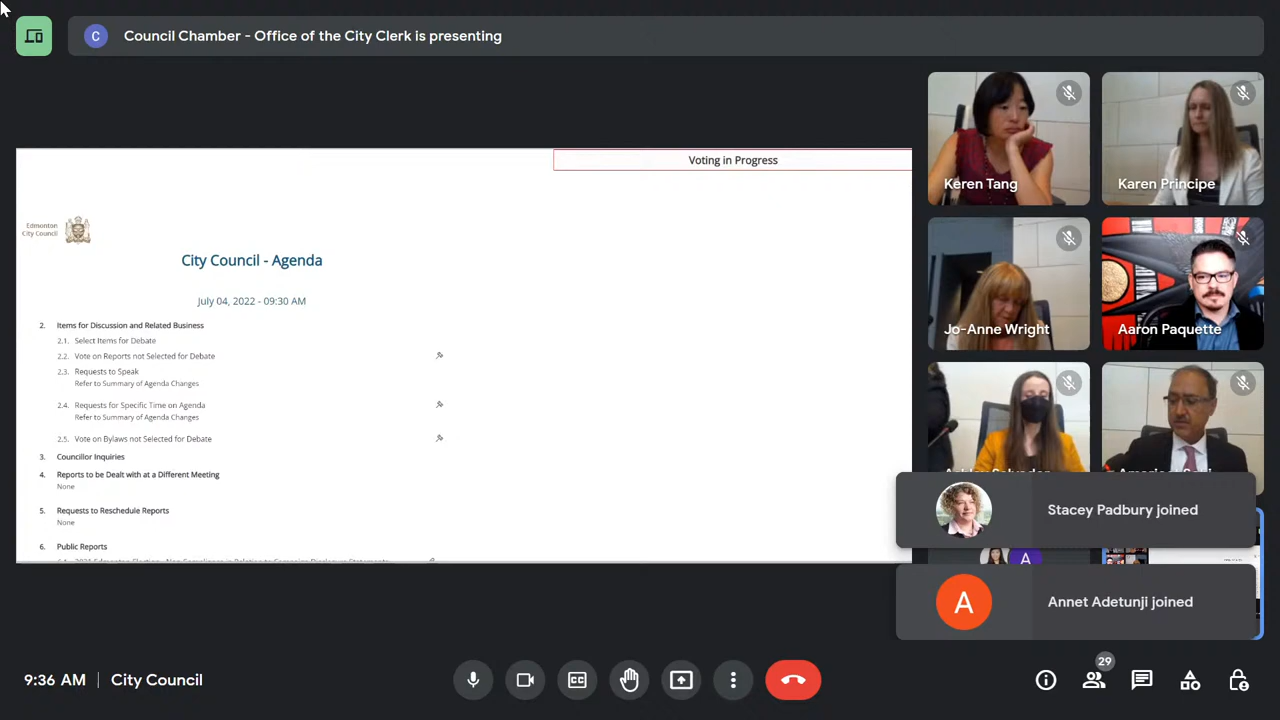 C
Council Chamber - Office of the City Clerk is presenting
Voting in Progress
Edmonton
City Council
City Council - Agenda
July 04, 2022 - 09:30 AM
2. Items for Discussion and Related Business
2.1. Select Items for Debate
2.2. Vote on Reports not Selected for Debate
2.3. Requests to Speak
Refer to Summary of Agenda Changes
2.4. Requests for Specific Time on Agenda
Refer to Summary of Agenda Changes
2.5. Vote on Bylaws not Selected for Debate
3. Councillor Inquiries
4. Reports to be Dealt with at a Different Meeting
None
5. Requests to Reschedule Reports
None
6. Public Reports
Keren Tang
Karen Principe
Jo-Anne Wright
Aaron Paquette
Stacey Padbury joined
A
A
Annet Adetunji joined
9:36 AM | City Council
29